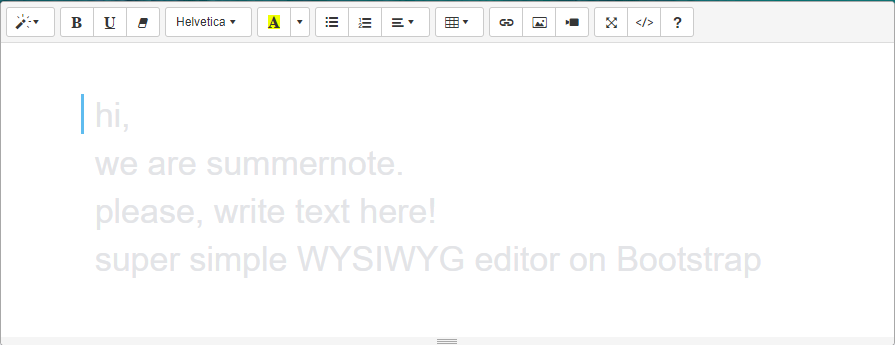 B U Helvetica A </> ?
hi,
we are summernote.
please, write text here!
super simple WYSIWYG editor on Bootstrap